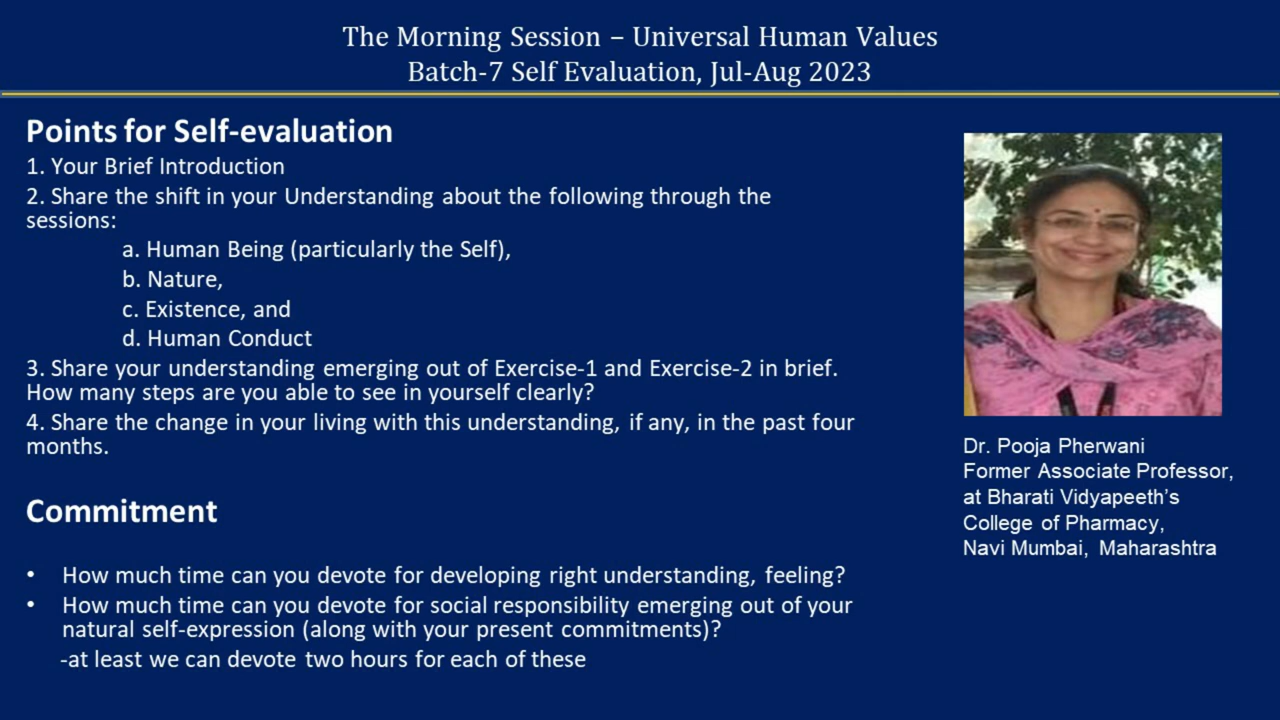 The Morning Session – Universal Human Values
Batch-7 Self Evaluation, Jul-Aug 2023
Points for Self-evaluation
1. Your Brief Introduction
2. Share the shift in your Understanding about the following through the
sessions:
a. Human Being (particularly the Self),
b. Nature,
c. Existence, and
d. Human Conduct
3. Share your understanding emerging out of Exercise-1 and Exercise-2 in brief.
How many steps are you able to see in yourself clearly?
4. Share the change in your living with this understanding, if any, in the past four
months.
Commitment
• How much time can you devote for developing right understanding, feeling?
• How much time can you devote for social responsibility emerging out of your
natural self-expression (along with your present commitments)?
-at least we can devote two hours for each of these
Dr. Pooja Pherwani
Former Associate Professor,
at Bharati Vidyapeeth's
College of Pharmacy,
Navi Mumbai, Maharashtra